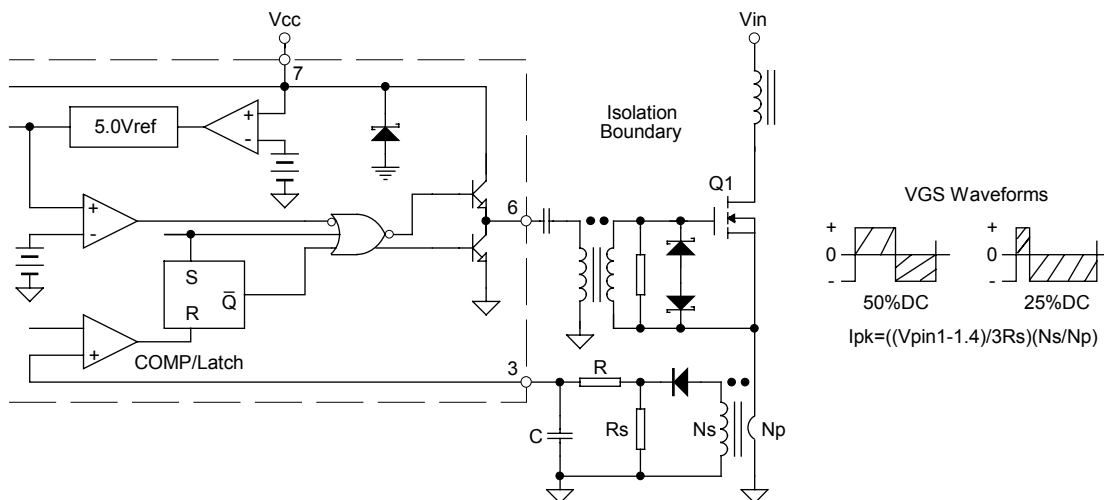 Vcc
Vin
7
5.0Vref
+
-
Isolation
Boundary
Q1
VGS Waveforms
+
-
6
+
0
-
+
0
-
S
R
Q̅
50%DC
25%DC
Ipk=((Vpin1-1.4)/3Rs)(Ns/Np)
+
COMP/Latch
3
R
C
Rs
Ns
Np